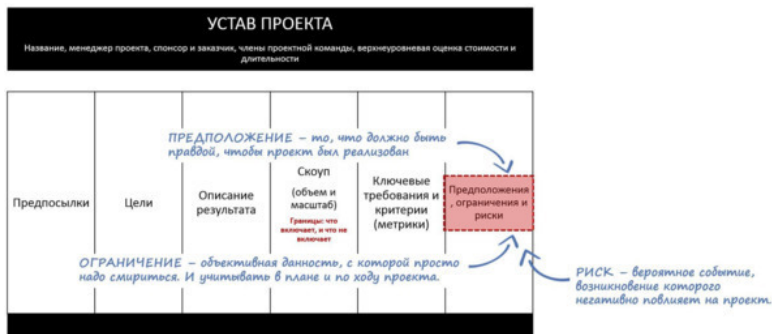 УСТАВ ПРОЕКТА
Название, менеджер проекта, спонсор и заказчик, члены проектной команды, верхнеуровневая оценка стоимости и
длительности
ПРЕДПОЛОЖЕНИЕ – то, что должно быть
правдой, чтобы проект был реализован
Предпосылки
Цели
Описание
результата
Скоуп
(объем и
масштаб)
Границы: что
включает, и что не
включает
Ключевые
требования и
критерии
(метрики)
Предположения
, ограничения и
риски
ОГРАНИЧЕНИЕ – объективная данность, с которой просто
надо смириться. И учитывать в плане и по ходу проекта.
РИСК – вероятное событие,
возникновение которого
негативно повлияет на проект.